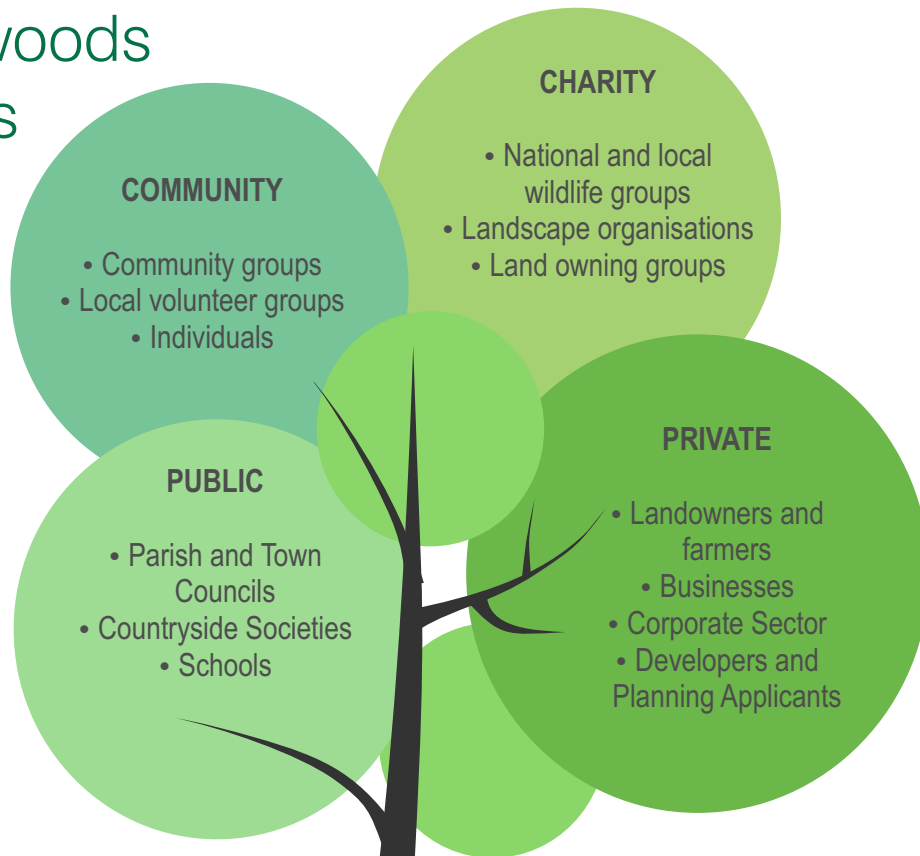 woods
s
COMMUNITY
• Community groups
• Local volunteer groups
• Individuals
CHARITY
• National and local
wildlife groups
• Landscape organisations
• Land owning groups
PUBLIC
• Parish and Town
Councils
• Countryside Societies
• Schools
PRIVATE
• Landowners and
farmers
• Businesses
• Corporate Sector
• Developers and
Planning Applicants